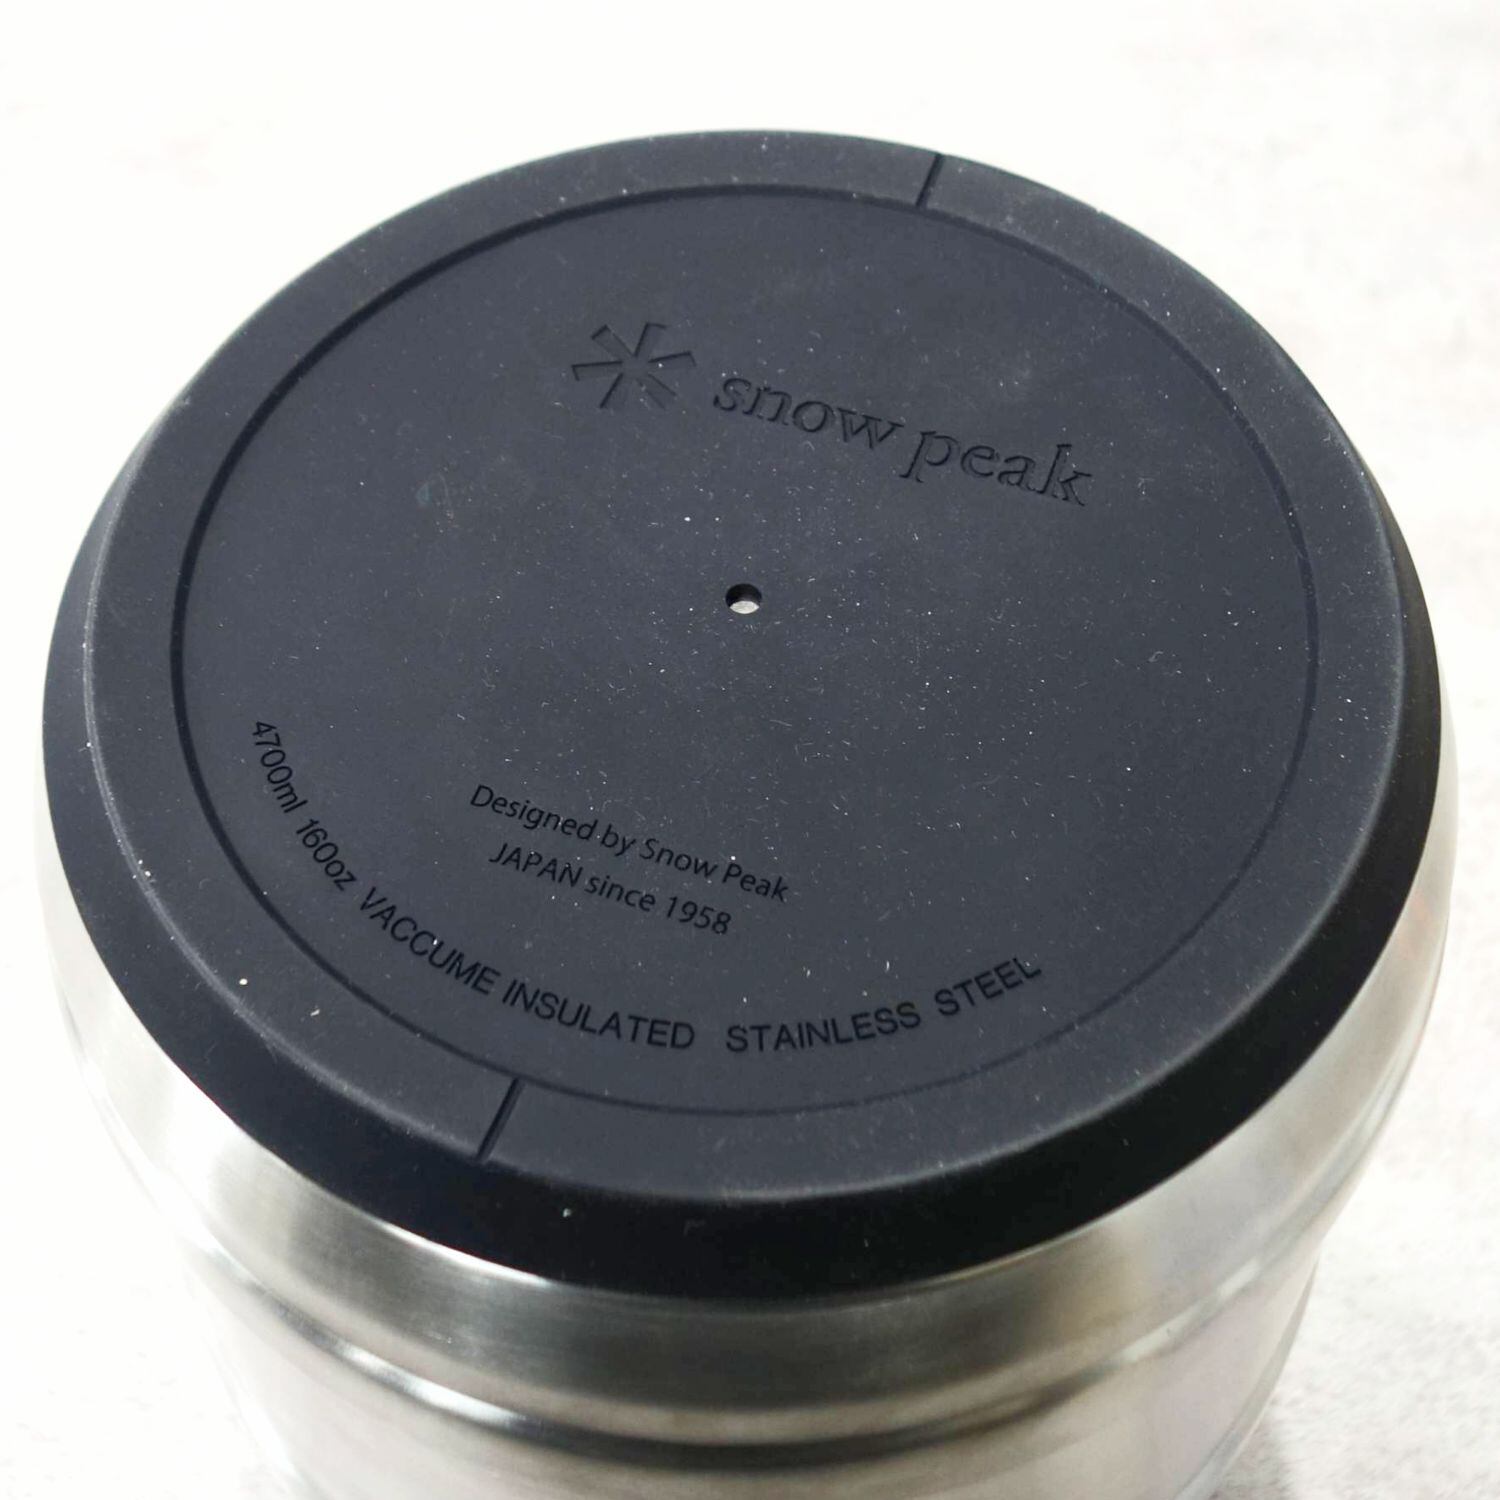 snow peak
Designed by Snow Peak
JAPAN since 1958
4700ml 160oz VACCUME INSULATED STAINLESS STEEL